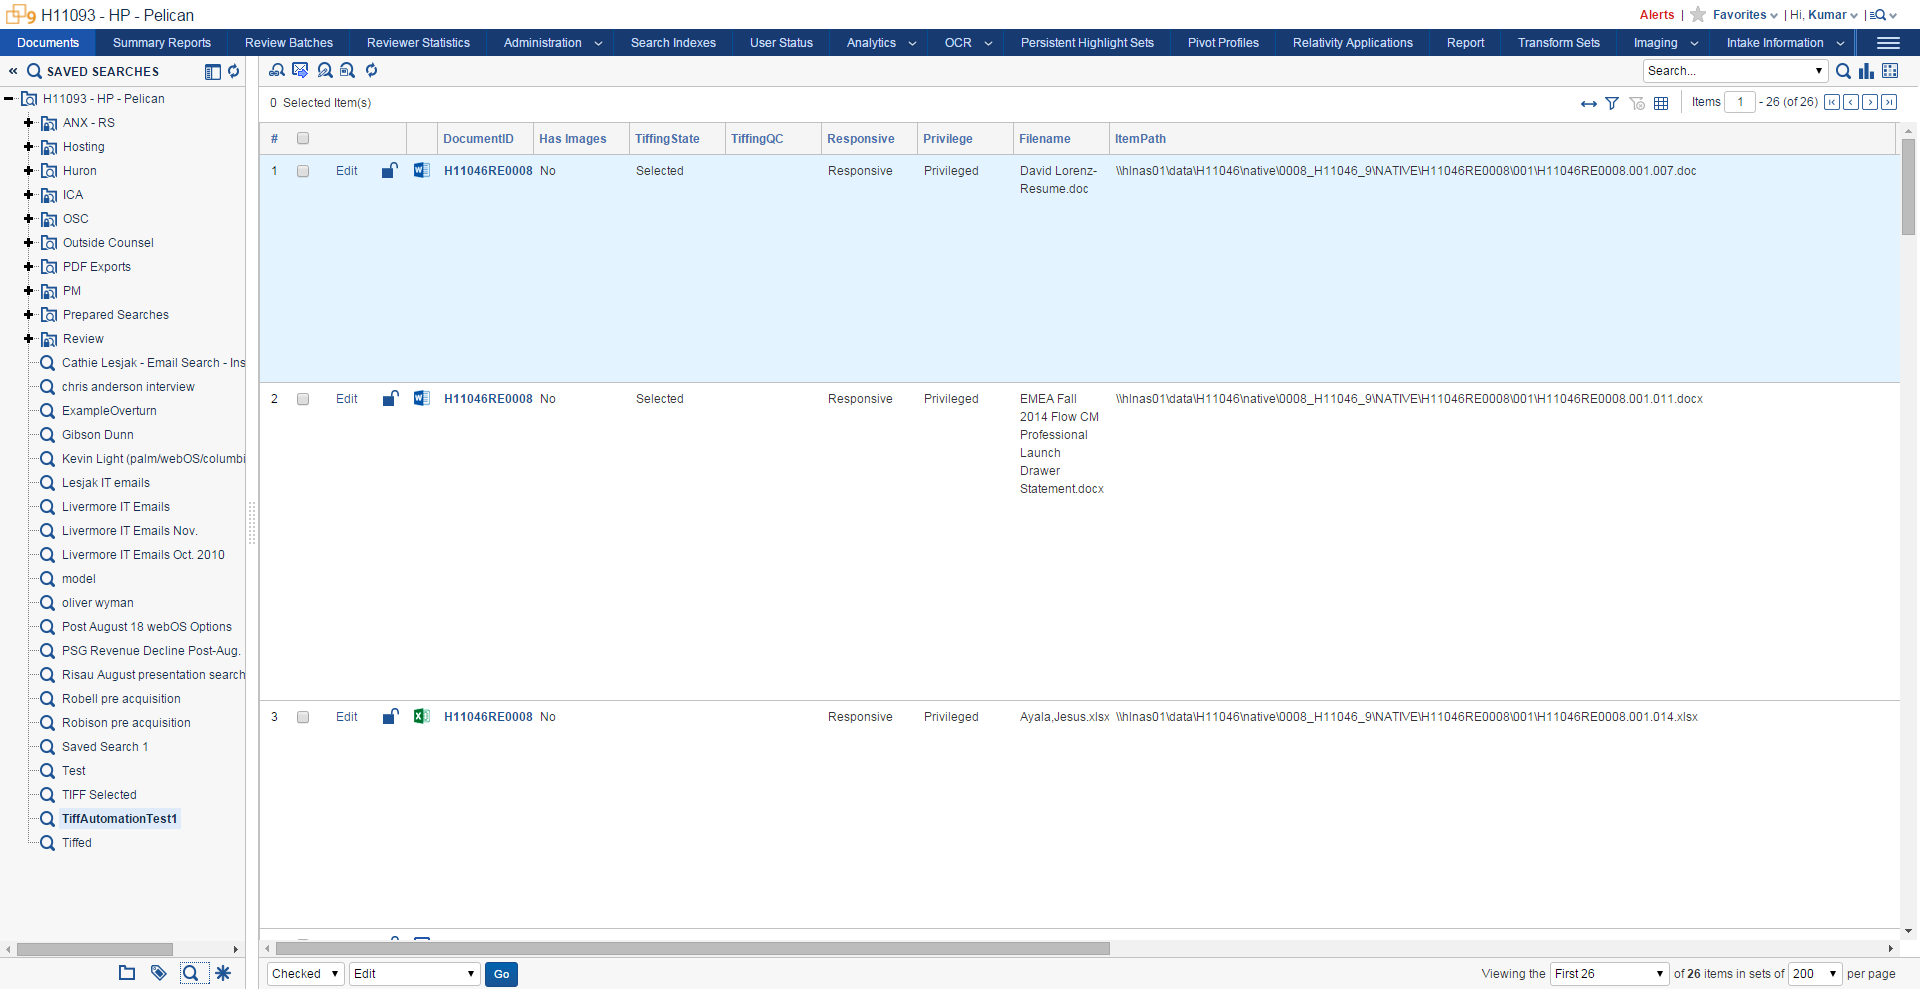 9 H11093 - HP - Pelican
Alerts | Favorites | Hi, Kumar |
Documents Summary Reports Review Batches Reviewer Statistics Administration Search Indexes User Status Analytics OCR Persistent Highlight Sets Pivot Profiles Relativity Applications Report Transform Sets Imaging Intake Information
« SAVED SEARCHES
Search...
0 Selected Item(s)
Items 1 - 26 (of 26)
H11093 - HP - Pelican
ANX - RS
Hosting
Huron
ICA
OSC
Outside Counsel
PDF Exports
PM
Prepared Searches
Review
Cathie Lesjak - Email Search - Ins
chris anderson interview
ExampleOverturn
Gibson Dunn
Kevin Light (palm/webOS/columbi
Lesjak IT emails
Livermore IT Emails
Livermore IT Emails Nov.
Livermore IT Emails Oct. 2010
model
oliver wyman
Post August 18 webOS Options
PSG Revenue Decline Post-Aug.
Risau August presentation search
Robell pre acquisition
Robison pre acquisition
Saved Search 1
Test
TIFF Selected
TiffAutomationTest1
Tiffed
# DocumentID Has Images TiffingState TiffingQC Responsive Privilege Filename ItemPath
1 Edit H11046RE0008 No Selected Responsive Privileged David Lorenz- \\hlnas01\data\H11046\native\0008_H11046_9\NATIVE\H11046RE0008\001\H11046RE0008.001.007.doc
Resume.doc
2 Edit H11046RE0008 No Selected Responsive Privileged EMEA Fall \\hlnas01\data\H11046\native\0008_H11046_9\NATIVE\H11046RE0008\001\H11046RE0008.001.011.docx
2014 Flow CM
Professional
Launch
Drawer
Statement.docx
3 Edit H11046RE0008 No Responsive Privileged Ayala,Jesus.xlsx \\hlnas01\data\H11046\native\0008_H11046_9\NATIVE\H11046RE0008\001\H11046RE0008.001.014.xlsx
Checked Edit Go
Viewing the First 26 of 26 items in sets of 200 per page